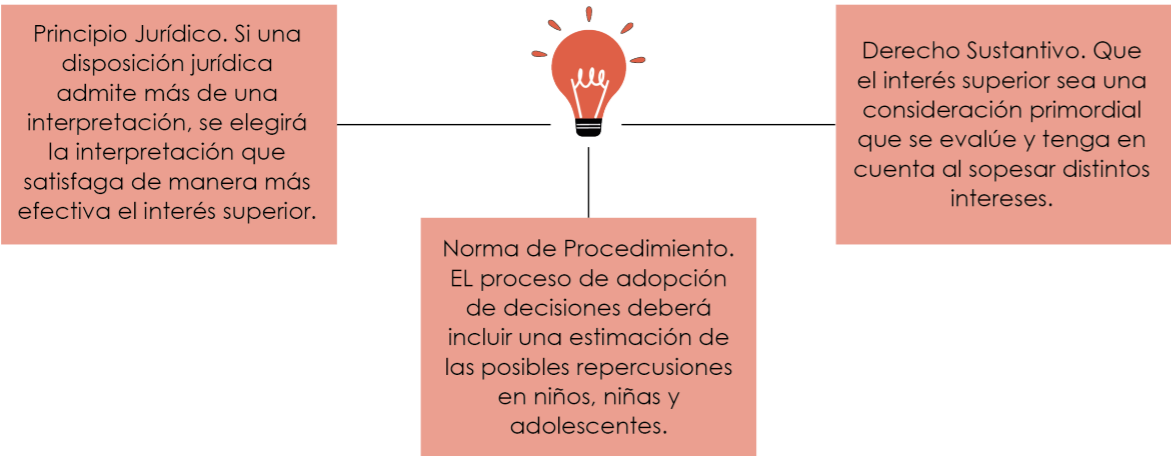 Principio Jurídico. Si una
disposición jurídica
admite más de una
interpretación, se elegirá
la interpretación que
satisfaga de manera más
efectiva el interés superior.
Derecho Sustantivo. Que
el interés superior sea una
consideración primordial
que se evalúe y tenga en
cuenta al sopesar distintos
intereses.
Norma de Procedimiento.
EL proceso de adopción
de decisiones deberá
incluir una estimación de
las posibles repercusiones
en niños, niñas y
adolescentes.